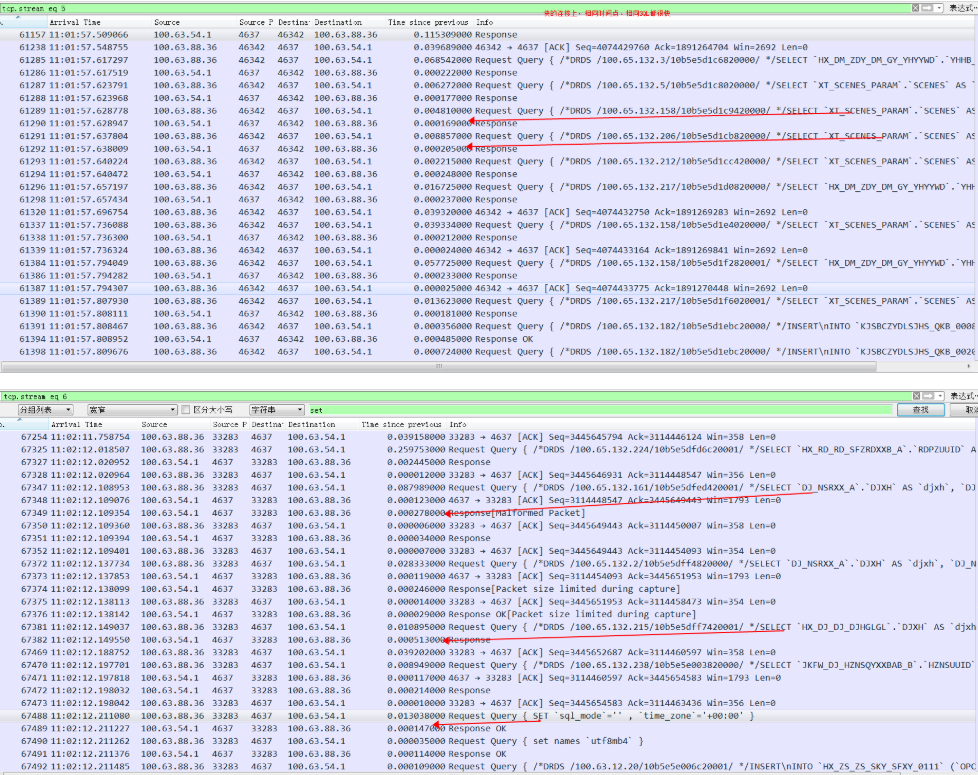 tcp.stream eq 5
表达式
Arrival Time Source Source P Destina Destination Time since previous Info
61157 11:01:57.509066 100.63.54.1 4637 46342 100.63.88.36 0.115309000 Response
61238 11:01:57.548755 100.63.88.36 46342 4637 100.63.54.1 0.039689000 46342 → 4637 [ACK] Seq=4074429760 Ack=1891264704 Win=2692 Len=0
61285 11:01:57.617297 100.63.88.36 46342 4637 100.63.54.1 0.068542000 Request Query { /*DRDS /100.65.132.3/10b5e5d1c6820000/ */SELECT `HX_DM_ZDY_DM_GY_YHYYWD`.`YHHB_
61286 11:01:57.617519 100.63.54.1 4637 46342 100.63.88.36 0.000222000 Response
61287 11:01:57.623791 100.63.88.36 46342 4637 100.63.54.1 0.006272000 Request Query { /*DRDS /100.65.132.5/10b5e5d1c8020000/ */SELECT `XT_SCENES_PARAM`.`SCENES` AS `
61288 11:01:57.623968 100.63.54.1 4637 46342 100.63.88.36 0.000177000 Response
61289 11:01:57.628778 100.63.88.36 46342 4637 100.63.54.1 0.004810000 Request Query { /*DRDS /100.65.132.158/10b5e5d1c9420000/ */SELECT `XT_SCENES_PARAM`.`SCENES` AS
61290 11:01:57.628947 100.63.54.1 4637 46342 100.63.88.36 0.000169000 Response
61291 11:01:57.637804 100.63.88.36 46342 4637 100.63.54.1 0.008857000 Request Query { /*DRDS /100.65.132.206/10b5e5d1cb820000/ */SELECT `XT_SCENES_PARAM`.`SCENES` AS
61292 11:01:57.638009 100.63.54.1 4637 46342 100.63.88.36 0.000205000 Response
61293 11:01:57.640224 100.63.88.36 46342 4637 100.63.54.1 0.002215000 Request Query { /*DRDS /100.65.132.212/10b5e5d1cc420000/ */SELECT `XT_SCENES_PARAM`.`SCENES` AS
61294 11:01:57.640472 100.63.54.1 4637 46342 100.63.88.36 0.000248000 Response
61296 11:01:57.657197 100.63.88.36 46342 4637 100.63.54.1 0.016725000 Request Query { /*DRDS /100.65.132.217/10b5e5d1d0820000/ */SELECT `HX_DM_ZDY_DM_GY_YHYYWD`.`YHH
61298 11:01:57.657434 100.63.54.1 4637 46342 100.63.88.36 0.000237000 Response
61320 11:01:57.696754 100.63.88.36 46342 4637 100.63.54.1 0.039320000 46342 → 4637 [ACK] Seq=4074432750 Ack=1891269283 Win=2692 Len=0
61337 11:01:57.736088 100.63.88.36 46342 4637 100.63.54.1 0.039334000 Request Query { /*DRDS /100.65.132.158/10b5e5d1e4020000/ */SELECT `XT_SCENES_PARAM`.`SCENES` AS
61338 11:01:57.736300 100.63.54.1 4637 46342 100.63.88.36 0.000212000 Response
61339 11:01:57.736324 100.63.88.36 46342 4637 100.63.54.1 0.000024000 46342 → 4637 [ACK] Seq=4074433164 Ack=1891269841 Win=2692 Len=0
61384 11:01:57.794049 100.63.88.36 46342 4637 100.63.54.1 0.057725000 Request Query { /*DRDS /100.65.132.158/10b5e5d1f2820001/ */SELECT `HX_DM_ZDY_DM_GY_YHYYWD`.`YHH
61386 11:01:57.794282 100.63.54.1 4637 46342 100.63.88.36 0.000233000 Response
61387 11:01:57.794307 100.63.88.36 46342 4637 100.63.54.1 0.000025000 46342 → 4637 [ACK] Seq=4074433775 Ack=1891270448 Win=2692 Len=0
61389 11:01:57.807930 100.63.88.36 46342 4637 100.63.54.1 0.013623000 Request Query { /*DRDS /100.65.132.217/10b5e5d1f6020000/ */SELECT `XT_SCENES_PARAM`.`SCENES` AS
61390 11:01:57.808111 100.63.54.1 4637 46342 100.63.88.36 0.000181000 Response
61391 11:01:57.808467 100.63.88.36 46342 4637 100.63.54.1 0.000356000 Request Query { /*DRDS /100.65.132.182/10b5e5d1ebc20000/ */INSERT\nINTO `KJSBCZYDLSJHS_QKB_0008
61394 11:01:57.808952 100.63.54.1 4637 46342 100.63.88.36 0.000485000 Response OK
61398 11:01:57.809676 100.63.88.36 46342 4637 100.63.54.1 0.000724000 Request Query { /*DRDS /100.65.132.182/10b5e5d1ebc20000/ */INSERT\nINTO `KJSBCZYDLSJHS_QKB_0020
tcp.stream eq 6
表达式
分组列表 宽窄 区分大小写 字符串 set 查找 取
Arrival Time Source Source P Destina Destination Time since previous Info
67254 11:02:11.758754 100.63.88.36 33283 4637 100.63.54.1 0.039158000 33283 → 4637 [ACK] Seq=3445645794 Ack=3114446124 Win=358 Len=0
67325 11:02:12.018507 100.63.88.36 33283 4637 100.63.54.1 0.259753000 Request Query { /*DRDS /100.65.132.224/10b5e5dfd6c20001/ */SELECT `HX_RD_RD_SFZRDXXB_A`.`RDPZUUID` A
67327 11:02:12.020952 100.63.54.1 4637 33283 100.63.88.36 0.002445000 Response
67328 11:02:12.020964 100.63.88.36 33283 4637 100.63.54.1 0.000012000 33283 → 4637 [ACK] Seq=3445646931 Ack=3114448547 Win=356 Len=0
67347 11:02:12.108953 100.63.88.36 33283 4637 100.63.54.1 0.087989000 Request Query { /*DRDS /100.65.132.161/10b5e5dfed420001/ */SELECT `DJ_NSRXX_A`.`DJXH` AS `djxh`, `DJ
67348 11:02:12.109076 100.63.54.1 4637 33283 100.63.88.36 0.000123000 4637 → 33283 [ACK] Seq=3114448547 Ack=3445649443 Win=1793 Len=0
67349 11:02:12.109354 100.63.54.1 4637 33283 100.63.88.36 0.000278000 Response[Malformed Packet]
67350 11:02:12.109360 100.63.88.36 33283 4637 100.63.54.1 0.000006000 33283 → 4637 [ACK] Seq=3445649443 Ack=3114450007 Win=358 Len=0
67351 11:02:12.109394 100.63.54.1 4637 33283 100.63.88.36 0.000034000 Response
67352 11:02:12.109401 100.63.88.36 33283 4637 100.63.54.1 0.000007000 33283 → 4637 [ACK] Seq=3445649443 Ack=3114454093 Win=354 Len=0
67372 11:02:12.137734 100.63.88.36 33283 4637 100.63.54.1 0.028333000 Request Query { /*DRDS /100.65.132.2/10b5e5dff4820000/ */SELECT `DJ_NSRXX_A`.`DJXH` AS `djxh`, `DJ_N
67373 11:02:12.137853 100.63.54.1 4637 33283 100.63.88.36 0.000119000 4637 → 33283 [ACK] Seq=3114454093 Ack=3445651953 Win=1793 Len=0
67374 11:02:12.138099 100.63.54.1 4637 33283 100.63.88.36 0.000246000 Response[Packet size limited during capture]
67375 11:02:12.138113 100.63.88.36 33283 4637 100.63.54.1 0.000014000 33283 → 4637 [ACK] Seq=3445651953 Ack=3114458473 Win=354 Len=0
67376 11:02:12.138142 100.63.54.1 4637 33283 100.63.88.36 0.000029000 Response OK[Packet size limited during capture]
67381 11:02:12.149037 100.63.88.36 33283 4637 100.63.54.1 0.010895000 Request Query { /*DRDS /100.65.132.215/10b5e5dff7420001/ */SELECT `HX_DJ_DJ_DJHGLGL`.`DJXH` AS `djxh
67382 11:02:12.149550 100.63.54.1 4637 33283 100.63.88.36 0.000513000 Response
67469 11:02:12.188752 100.63.88.36 33283 4637 100.63.54.1 0.039202000 33283 → 4637 [ACK] Seq=3445652687 Ack=3114460597 Win=358 Len=0
67470 11:02:12.197701 100.63.88.36 33283 4637 100.63.54.1 0.008949000 Request Query { /*DRDS /100.65.132.238/10b5e5e003820000/ */SELECT `JKFW_DJ_HZNSQYXXBAB_B`.`HZNSUUID`
67471 11:02:12.197818 100.63.54.1 4637 33283 100.63.88.36 0.000117000 4637 → 33283 [ACK] Seq=3114460597 Ack=3445654583 Win=1793 Len=0
67472 11:02:12.198032 100.63.54.1 4637 33283 100.63.88.36 0.000214000 Response
67473 11:02:12.198042 100.63.88.36 33283 4637 100.63.54.1 0.000010000 33283 → 4637 [ACK] Seq=3445654583 Ack=3114463436 Win=356 Len=0
67488 11:02:12.211080 100.63.88.36 33283 4637 100.63.54.1 0.013038000 Request Query { SET `sql_mode`='' , `time_zone`='+00:00' }
67489 11:02:12.211227 100.63.54.1 4637 33283 100.63.88.36 0.000147000 Response OK
67490 11:02:12.211262 100.63.88.36 33283 4637 100.63.54.1 0.000035000 Request Query { set names `utf8mb4` }
67491 11:02:12.211376 100.63.54.1 4637 33283 100.63.88.36 0.000114000 Response OK
67492 11:02:12.211485 100.63.88.36 33283 4637 100.63.54.1 0.000109000 Request Query { /*DRDS /100.63.12.20/10b5e5e006c20001/ */INSERT\nINTO `HX_ZS_ZS_SKY_SFXY_0111` (`OPC